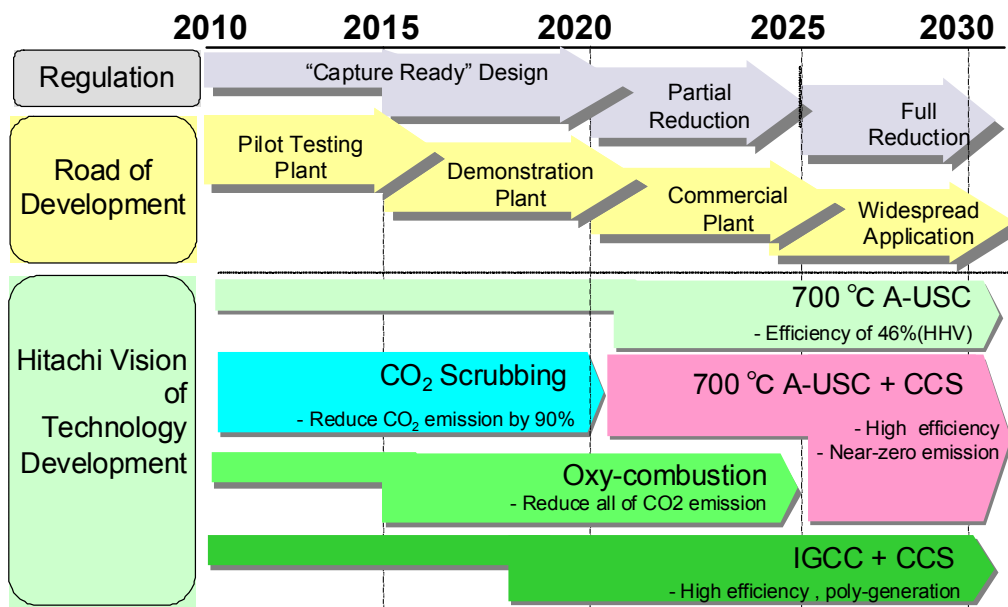 2010 2015 2020 2025 2030
Regulation
“Capture Ready” Design
Partial
Reduction
Full
Reduction
Road of
Development
Pilot Testing
Plant
Demonstration
Plant
Commercial
Plant
Widespread
Application
Hitachi Vision
of
Technology
Development
700 °C A-USC
- Efficiency of 46%(HHV)
CO₂ Scrubbing
- Reduce CO₂ emission by 90%
700 °C A-USC + CCS
- High efficiency
- Near-zero emission
Oxy-combustion
- Reduce all of CO2 emission
IGCC + CCS
- High efficiency , poly-generation